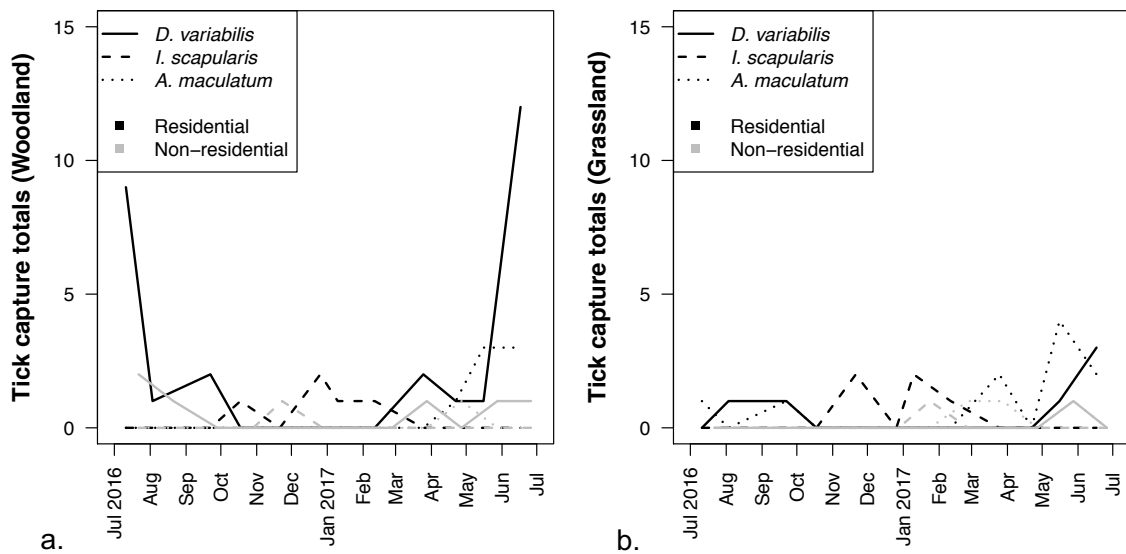 Tick capture totals (Woodland)
15
10
5
0
D. variabilis
I. scapularis
A. maculatum
Residential
Non−residential
Jul 2016
Aug
Sep
Oct
Nov
Dec
Jan 2017
Feb
Mar
Apr
May
Jun
Jul
a.
Tick capture totals (Grassland)
15
10
5
0
D. variabilis
I. scapularis
A. maculatum
Residential
Non−residential
Jul 2016
Aug
Sep
Oct
Nov
Dec
Jan 2017
Feb
Mar
Apr
May
Jun
Jul
b.